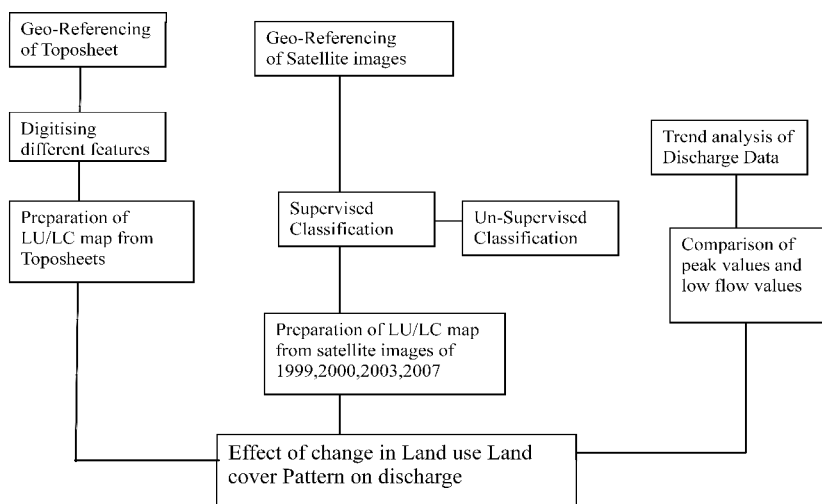 Geo-Referencing
of Toposheet
Digitising
different features
Preparation of
LU/LC map from
Toposheets
Geo-Referencing
of Satellite images
Supervised
Classification
Un-Supervised
Classification
Preparation of LU/LC map
from satellite images of
1999,2000,2003,2007
Trend analysis of
Discharge Data
Comparison of
peak values and
low flow values
Effect of change in Land use Land
cover Pattern on discharge